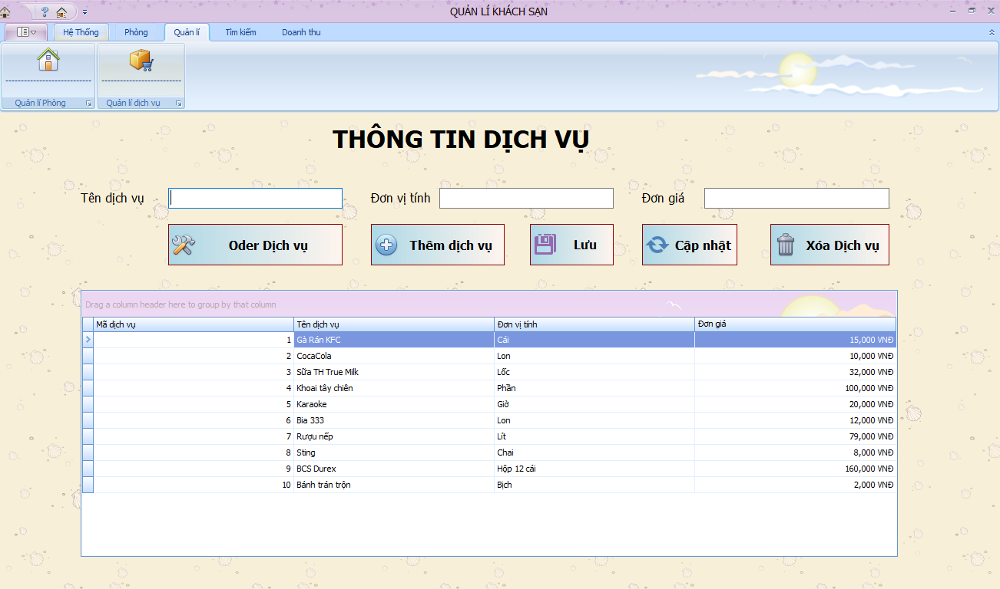 QUẢN LÍ KHÁCH SẠN
Hệ Thống Phòng Quản lí Tìm kiếm Doanh thu
Quản lí Phòng Quản lí dịch vụ
THÔNG TIN DỊCH VỤ
Tên dịch vụ Đơn vị tính Đơn giá
Oder Dịch vụ Thêm dịch vụ Lưu Cập nhật Xóa Dịch vụ
Drag a column header here to group by that column
Mã dịch vụ Tên dịch vụ Đơn vị tính Đơn giá
1 Gà Rán KFC Cái 15,000 VNĐ
2 CocaCola Lon 10,000 VNĐ
3 Sữa TH True Milk Lốc 32,000 VNĐ
4 Khoai tây chiên Phần 100,000 VNĐ
5 Karaoke Giờ 20,000 VNĐ
6 Bia 333 Lon 12,000 VNĐ
7 Rượu nếp Lít 79,000 VNĐ
8 Sting Chai 8,000 VNĐ
9 BCS Durex Hộp 12 cái 160,000 VNĐ
10 Bánh trán trộn Bịch 2,000 VNĐ